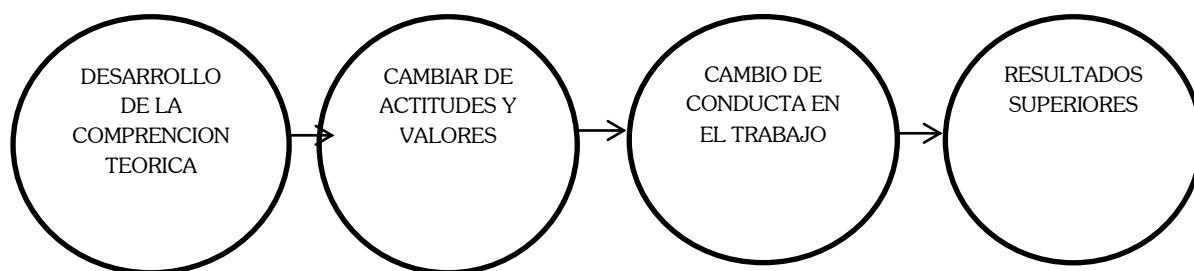 DESARROLLO
DE LA
COMPRENCION
TEORICA
CAMBIAR DE
ACTITUDES Y
VALORES
CAMBIO DE
CONDUCTA EN
EL TRABAJO
RESULTADOS
SUPERIORES